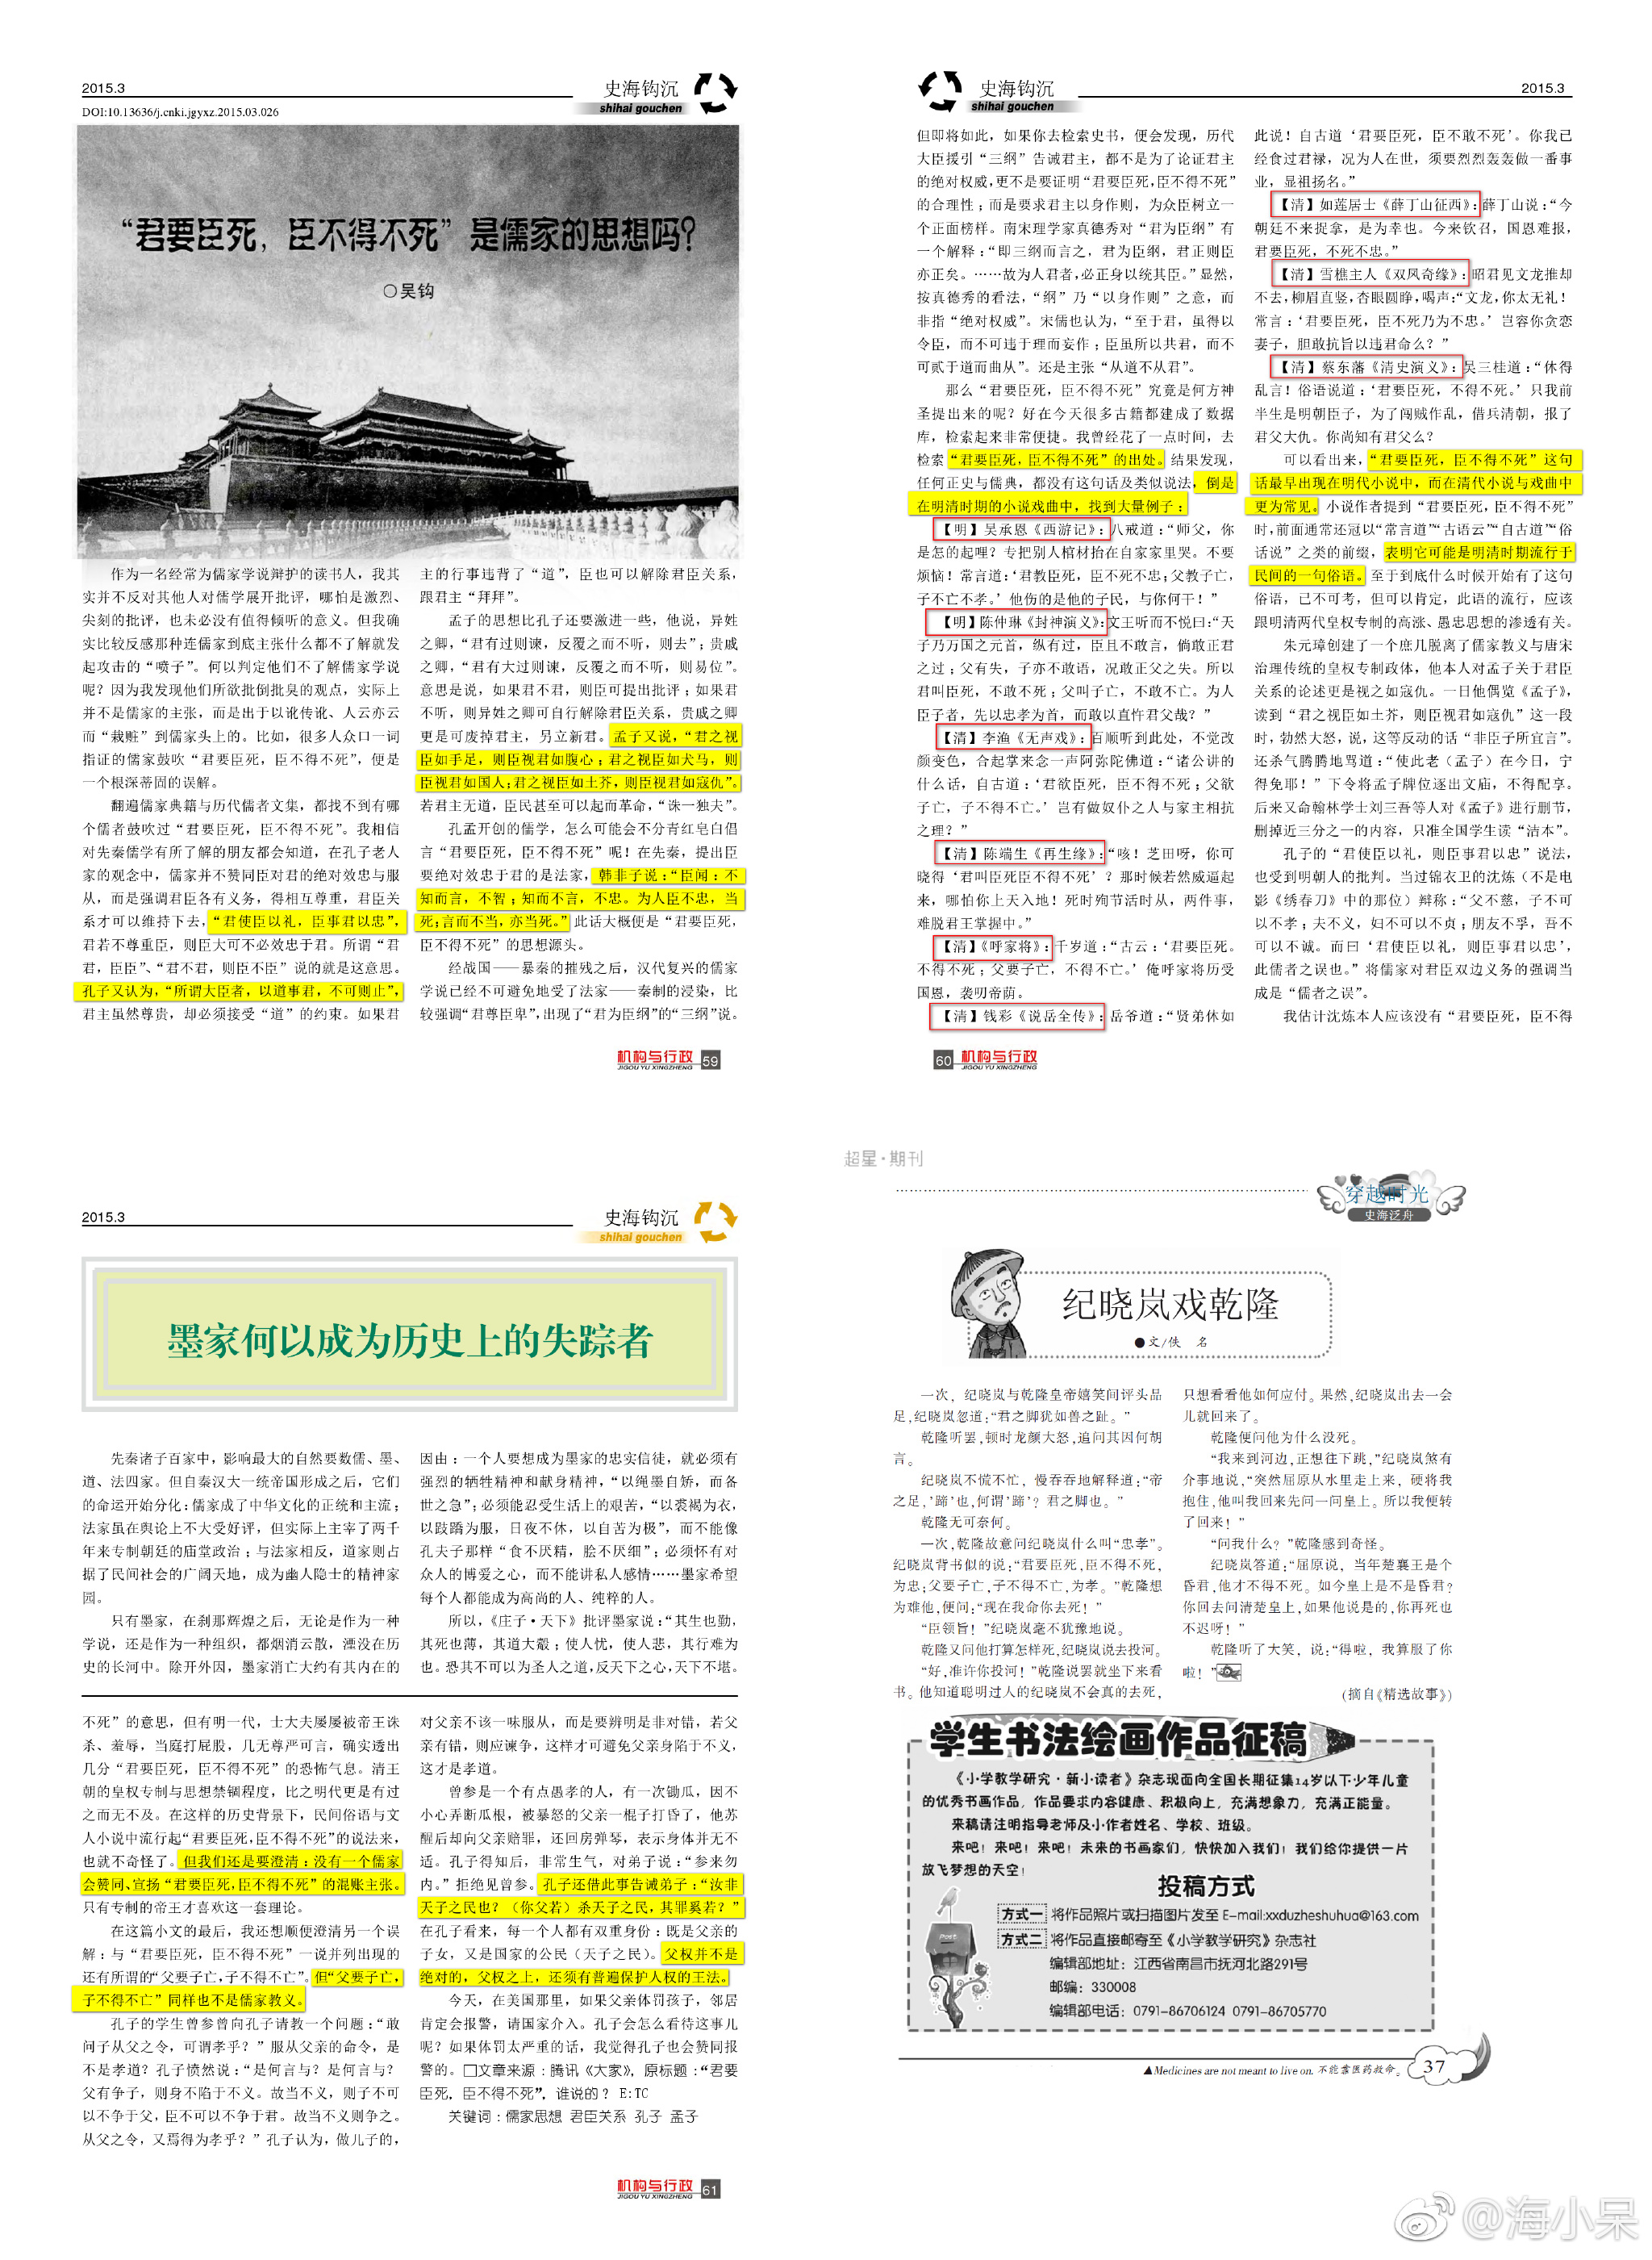 2015.3
史海钩沉
shihai gouchen
DOI:10.13636/j.cnki.jgyxz.2015.03.026
“君要臣死，臣不得不死”是儒家的思想吗？
○吴钩
作为一名经常为儒家学说辩护的读书人，我其
实并不反对其他人对儒学展开批评，哪怕是激烈、
尖刻的批评，也未必没有值得倾听的意义。但我确
实比较反感那种连儒家到底主张什么都不了解就发
起攻击的“喷子”。何以判定他们不了解儒家学说
呢？因为我发现他们所欲批倒批臭的观点，实际上
并不是儒家的主张，而是出于以讹传讹、人云亦云
而“栽赃”到儒家头上的。比如，很多人众口一词
指证的儒家鼓吹“君要臣死，臣不得不死”，便是
一个根深蒂固的误解。
翻遍儒家典籍与历代儒者文集，都找不到有哪
个儒者鼓吹过“君要臣死，臣不得不死”。我相信
对先秦儒学有所了解的朋友都会知道，在孔子老人
家的观念中，儒家并不赞同臣对君的绝对效忠与服
从，而是强调君臣各有义务，得相互尊重，君臣关
系才可以维持下去，“君使臣以礼，臣事君以忠”，
君若不尊重臣，则臣大可不必效忠于君。所谓“君
君，臣臣”、“君不君，则臣不臣”说的就是这意思。
孔子又认为，“所谓大臣者，以道事君，不可则止”，
君主虽然尊贵，却必须接受“道”的约束。如果君
主的行事违背了“道”，臣也可以解除君臣关系，
跟君主“拜拜”。
孟子的思想比孔子还要激进一些，他说，异姓
之卿，“君有过则谏，反覆之而不听，则去”；贵戚
之卿，“君有大过则谏，反覆之而不听，则易位”。
意思是说，如果君不君，则臣可提出批评；如果君
不听，则异姓之卿可自行解除君臣关系，贵戚之卿
更是可废掉君主，另立新君。孟子又说，“君之视
臣如手足，则臣视君如腹心；君之视臣如犬马，则
臣视君如国人；君之视臣如土芥，则臣视君如寇仇”。
若君主无道，臣民甚至可以起而革命，“诛一独夫”。
孔孟开创的儒学，怎么可能会不分青红皂白倡
言“君要臣死，臣不得不死”呢！在先秦，提出臣
要绝对效忠于君的是法家，韩非子说：“臣闻：不
知而言，不智；知而不言，不忠。为人臣不忠，当
死；言而不当，亦当死。”此话大概便是“君要臣死，
臣不得不死”的思想源头。
经战国——暴秦的摧残之后，汉代复兴的儒家
学说已经不可避免地受了法家——秦制的浸染，比
较强调“君尊臣卑”，出现了“君为臣纲”的“三纲”说。
机构与行政 59
JIGOU YU XINGZHENG
史海钩沉
shihai gouchen
2015.3
但即将如此，如果你去检索史书，便会发现，历代
大臣援引“三纲”告诫君主，都不是为了论证君主
的绝对权威，更不是要证明“君要臣死，臣不得不死”
的合理性；而是要求君主以身作则，为众臣树立一
个正面榜样。南宋理学家真德秀对“君为臣纲”有
一个解释：“即三纲而言之，君为臣纲，君正则臣
亦正矣。……故为人君者，必正身以统其臣。”显然，
按真德秀的看法，“纲”乃“以身作则”之意，而
非指“绝对权威”。宋儒也认为，“至于君，虽得以
令臣，而不可违于理而妄作；臣虽所以共君，而不
可贰于道而曲从”。还是主张“从道不从君”。
那么“君要臣死，臣不得不死”究竟是何方神
圣提出来的呢？好在今天很多古籍都建成了数据
库，检索起来非常便捷。我曾经花了一点时间，去
检索“君要臣死，臣不得不死”的出处。结果发现，
任何正史与儒典，都没有这句话及类似说法，倒是
在明清时期的小说戏曲中，找到大量例子：
【明】吴承恩《西游记》：八戒道：“师父，你
是怎的起哩？专把别人棺材抬在自家家里哭。不要
烦恼！常言道：‘君教臣死，臣不死不忠；父教子亡，
子不亡不孝。’他伤的是他的子民，与你何干！”
【明】陈仲琳《封神演义》：文王听而不悦曰：“天
子乃万国之元首，纵有过，臣且不敢言，倘敢正君
之过；父有失，子亦不敢语，况敢正父之失。所以
君叫臣死，不敢不死；父叫子亡，不敢不亡。为人
臣子者，先以忠孝为首，而敢以直忤君父哉？”
【清】李渔《无声戏》：百顺听到此处，不觉改
颜变色，合起掌来念一声阿弥陀佛道：“诸公讲的
什么话，自古道：‘君欲臣死，臣不得不死；父欲
子亡，子不得不亡。’岂有做奴仆之人与家主相抗
之理？”
【清】陈端生《再生缘》：“咳！芝田呀，你可
晓得‘君叫臣死臣不得不死’？那时候若然威逼起
来，哪怕你上天入地！死时殉节活时从，两件事，
难脱君王掌握中。”
【清】《呼家将》：千岁道：“古云：‘君要臣死。
不得不死；父要子亡，不得不亡。’俺呼家将历受
国恩，袭叨帝荫。
【清】钱彩《说岳全传》：岳爷道：“贤弟休如
此说！自古道‘君要臣死，臣不敢不死’。你我已
经食过君禄，况为人在世，须要烈烈轰轰做一番事
业，显祖扬名。”
【清】如莲居士《薛丁山征西》：薛丁山说：“今
朝廷不来捉拿，是为幸也。今来钦召，国恩难报，
君要臣死，不死不忠。”
【清】雪樵主人《双凤奇缘》：昭君见文龙推却
不去，柳眉直竖，杏眼圆睁，喝声：“文龙，你太无礼！
常言：‘君要臣死，臣不死乃为不忠。’岂容你贪恋
妻子，胆敢抗旨以违君命么？”
【清】蔡东藩《清史演义》：吴三桂道：“休得
乱言！俗语说道：‘君要臣死，不得不死。’只我前
半生是明朝臣子，为了闯贼作乱，借兵清朝，报了
君父大仇。你尚知有君父么？
可以看出来，“君要臣死，臣不得不死”这句
话最早出现在明代小说中，而在清代小说与戏曲中
更为常见。小说作者提到“君要臣死，臣不得不死”
时，前面通常还冠以“常言道”“古语云”“自古道”“俗
话说”之类的前缀，表明它可能是明清时期流行于
民间的一句俗语。至于到底什么时候开始有了这句
俗语，已不可考，但可以肯定，此语的流行，应该
跟明清两代皇权专制的高涨、愚忠思想的渗透有关。
朱元璋创建了一个庶几脱离了儒家教义与唐宋
治理传统的皇权专制政体，他本人对孟子关于君臣
关系的论述更是视之如寇仇。一日他偶览《孟子》，
读到“君之视臣如土芥，则臣视君如寇仇”这一段
时，勃然大怒，说，这等反动的话“非臣子所宜言”。
还杀气腾腾地骂道：“使此老（孟子）在今日，宁
得免耶！”下令将孟子牌位逐出文庙，不得配享。
后来又命翰林学士刘三吾等人对《孟子》进行删节，
删掉近三分之一的内容，只准全国学生读“洁本”。
孔子的“君使臣以礼，则臣事君以忠”说法，
也受到明朝人的批判。当过锦衣卫的沈炼（不是电
影《绣春刀》中的那位）辩称：“父不慈，子不可
以不孝；夫不义，妇不可以不贞；朋友不孚，吾不
可以不诚。而曰‘君使臣以礼，则臣事君以忠’，
此儒者之误也。”将儒家对君臣双边义务的强调当
成是“儒者之误”。
我估计沈炼本人应该没有“君要臣死，臣不得
60 机构与行政
JIGOU YU XINGZHENG
2015.3
史海钩沉
shihai gouchen
墨家何以成为历史上的失踪者
先秦诸子百家中，影响最大的自然要数儒、墨、
道、法四家。但自秦汉大一统帝国形成之后，它们
的命运开始分化：儒家成了中华文化的正统和主流；
法家虽在舆论上不大受好评，但实际上主宰了两千
年来专制朝廷的庙堂政治；与法家相反，道家则占
据了民间社会的广阔天地，成为幽人隐士的精神家
园。
只有墨家，在刹那辉煌之后，无论是作为一种
学说，还是作为一种组织，都烟消云散，湮没在历
史的长河中。除开外因，墨家消亡大约有其内在的
因由：一个人要想成为墨家的忠实信徒，就必须有
强烈的牺牲精神和献身精神，“以绳墨自矫，而备
世之急”；必须能忍受生活上的艰苦，“以裘褐为衣，
以跂蹻为服，日夜不休，以自苦为极”，而不能像
孔夫子那样“食不厌精，脍不厌细”；必须怀有对
众人的博爱之心，而不能讲私人感情……墨家希望
每个人都能成为高尚的人、纯粹的人。
所以，《庄子·天下》批评墨家说：“其生也勤，
其死也薄，其道大觳；使人忧，使人悲，其行难为
也。恐其不可以为圣人之道，反天下之心，天下不堪。
不死”的意思，但有明一代，士大夫屡屡被帝王诛
杀、羞辱，当庭打屁股，几无尊严可言，确实透出
几分“君要臣死，臣不得不死”的恐怖气息。清王
朝的皇权专制与思想禁锢程度，比之明代更是有过
之而无不及。在这样的历史背景下，民间俗语与文
人小说中流行起“君要臣死，臣不得不死”的说法来，
也就不奇怪了。但我们还是要澄清：没有一个儒家
会赞同、宣扬“君要臣死，臣不得不死”的混账主张。
只有专制的帝王才喜欢这一套理论。
在这篇小文的最后，我还想顺便澄清另一个误
解：与“君要臣死，臣不得不死”一说并列出现的
还有所谓的“父要子亡，子不得不亡”。但“父要子亡，
子不得不亡”同样也不是儒家教义。
孔子的学生曾参曾向孔子请教一个问题：“敢
问子从父之令，可谓孝乎？”服从父亲的命令，是
不是孝道？孔子愤然说：“是何言与？是何言与？
父有争子，则身不陷于不义。故当不义，则子不可
以不争于父，臣不可以不争于君。故当不义则争之。
从父之令，又焉得为孝乎？”孔子认为，做儿子的，
对父亲不该一味服从，而是要辨明是非对错，若父
亲有错，则应谏争，这样才可避免父亲身陷于不义，
这才是孝道。
曾参是一个有点愚孝的人，有一次锄瓜，因不
小心弄断瓜根，被暴怒的父亲一棍子打昏了，他苏
醒后却向父亲赔罪，还回房弹琴，表示身体并无不
适。孔子得知后，非常生气，对弟子说：“参来勿
内。”拒绝见曾参。孔子还借此事告诫弟子：“汝非
天子之民也？（你父若）杀天子之民，其罪奚若？”
在孔子看来，每一个人都有双重身份：既是父亲的
子女，又是国家的公民（天子之民）。父权并不是
绝对的，父权之上，还须有普遍保护人权的王法。
今天，在美国那里，如果父亲体罚孩子，邻居
肯定会报警，请国家介入。孔子会怎么看待这事儿
呢？如果体罚太严重的话，我觉得孔子也会赞同报
警的。□文章来源：腾讯《大家》，原标题：“君要
臣死，臣不得不死”，谁说的？ E:TC
关键词：儒家思想 君臣关系 孔子 孟子
机构与行政 61
JIGOU YU XINGZHENG
超星·期刊
穿越时光
史海泛舟
纪晓岚戏乾隆
●文/佚 名
一次，纪晓岚与乾隆皇帝嬉笑间评头品
足，纪晓岚忽道：“君之脚犹如兽之趾。”
乾隆听罢，顿时龙颜大怒，追问其因何胡
言。
纪晓岚不慌不忙，慢吞吞地解释道：“帝
之足，’蹄’也，何谓’蹄’？君之脚也。”
乾隆无可奈何。
一次，乾隆故意问纪晓岚什么叫“忠孝”。
纪晓岚背书似的说：“君要臣死，臣不得不死，
为忠；父要子亡，子不得不亡，为孝。”乾隆想
为难他，便问：“现在我命你去死！”
“臣领旨！”纪晓岚毫不犹豫地说。
乾隆又问他打算怎样死，纪晓岚说去投河。
“好，准许你投河！”乾隆说罢就坐下来看
书。他知道聪明过人的纪晓岚不会真的去死，
只想看看他如何应付。果然，纪晓岚出去一会
儿就回来了。
乾隆便问他为什么没死。
“我来到河边，正想往下跳，”纪晓岚煞有
介事地说，“突然屈原从水里走上来，硬将我
抱住，他叫我回来先问一问皇上。所以我便转
了回来！”
“问我什么？”乾隆感到奇怪。
纪晓岚答道：“屈原说，当年楚襄王是个
昏君，他才不得不死。如今皇上是不是昏君？
你回去问清楚皇上，如果他说是的，你再死也
不迟呀！”
乾隆听了大笑，说：“得啦，我算服了你
啦！”
(摘自《精选故事》)
学生书法绘画作品征稿
《小学教学研究·新小读者》杂志现面向全国长期征集14岁以下少年儿童
的优秀书画作品，作品要求内容健康、积极向上，充满想象力，充满正能量。
来稿请注明指导老师及小作者姓名、学校、班级。
来吧！来吧！来吧！未来的书画家们，快快加入我们！我们给你提供一片
放飞梦想的天空！
投稿方式
方式一 将作品照片或扫描图片发至 E-mail:xxduzheshuhua@163.com
方式二 将作品直接邮寄至《小学教学研究》杂志社
POST
编辑部地址：江西省南昌市抚河北路291号
邮编：330008
编辑部电话：0791-86706124 0791-86705770
▲Medicines are not meant to live on. 不能靠医药救命。
37
@海小呆